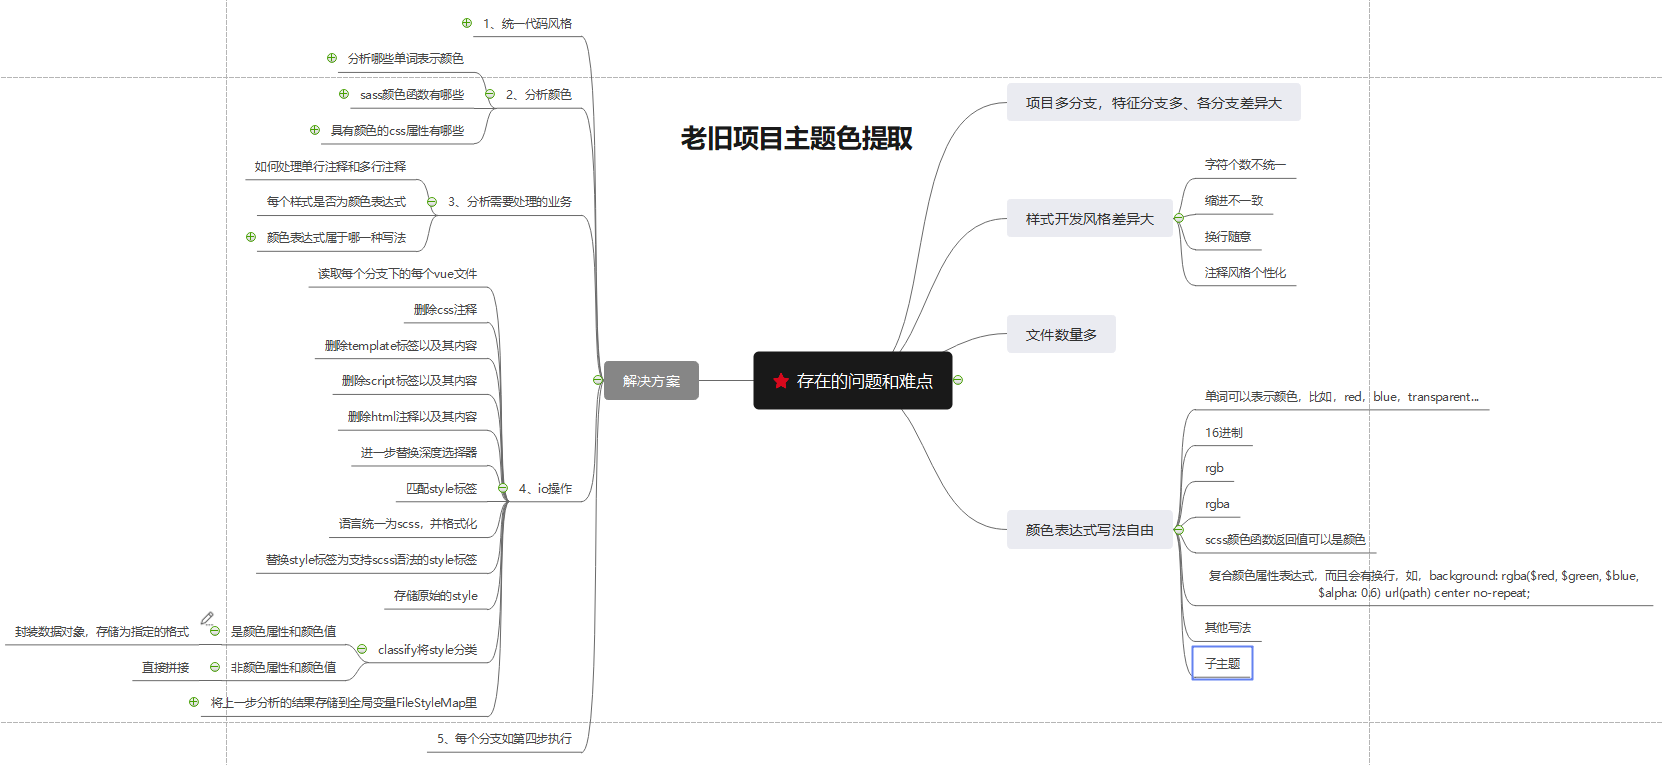 老旧项目主题色提取
存在的问题和难点
项目多分支，特征分支多、各分支差异大
样式开发风格差异大
字符个数不统一
缩进不一致
换行随意
注释风格个性化
文件数量多
颜色表达式写法自由
单词可以表示颜色，比如，red，blue，transparent...
16进制
rgb
rgba
scss颜色函数返回值可以是颜色
复合颜色属性表达式，而且会有换行，如，background: rgba($red, $green, $blue,
$alpha: 0.6) url(path) center no-repeat;
其他写法
子主题
解决方案
1、统一代码风格
2、分析颜色
分析哪些单词表示颜色
sass颜色函数有哪些
具有颜色的css属性有哪些
3、分析需要处理的业务
如何处理单行注释和多行注释
每个样式是否为颜色表达式
颜色表达式属于哪一种写法
4、io操作
读取每个分支下的每个vue文件
删除css注释
删除template标签以及其内容
删除script标签以及其内容
删除html注释以及其内容
进一步替换深度选择器
匹配style标签
语言统一为scss，并格式化
替换style标签为支持scss语法的style标签
存储原始的style
classify将style分类
是颜色属性和颜色值
封装数据对象，存储为指定的格式
非颜色属性和颜色值
直接拼接
将上一步分析的结果存储到全局变量FileStyleMap里
5、每个分支如第四步执行